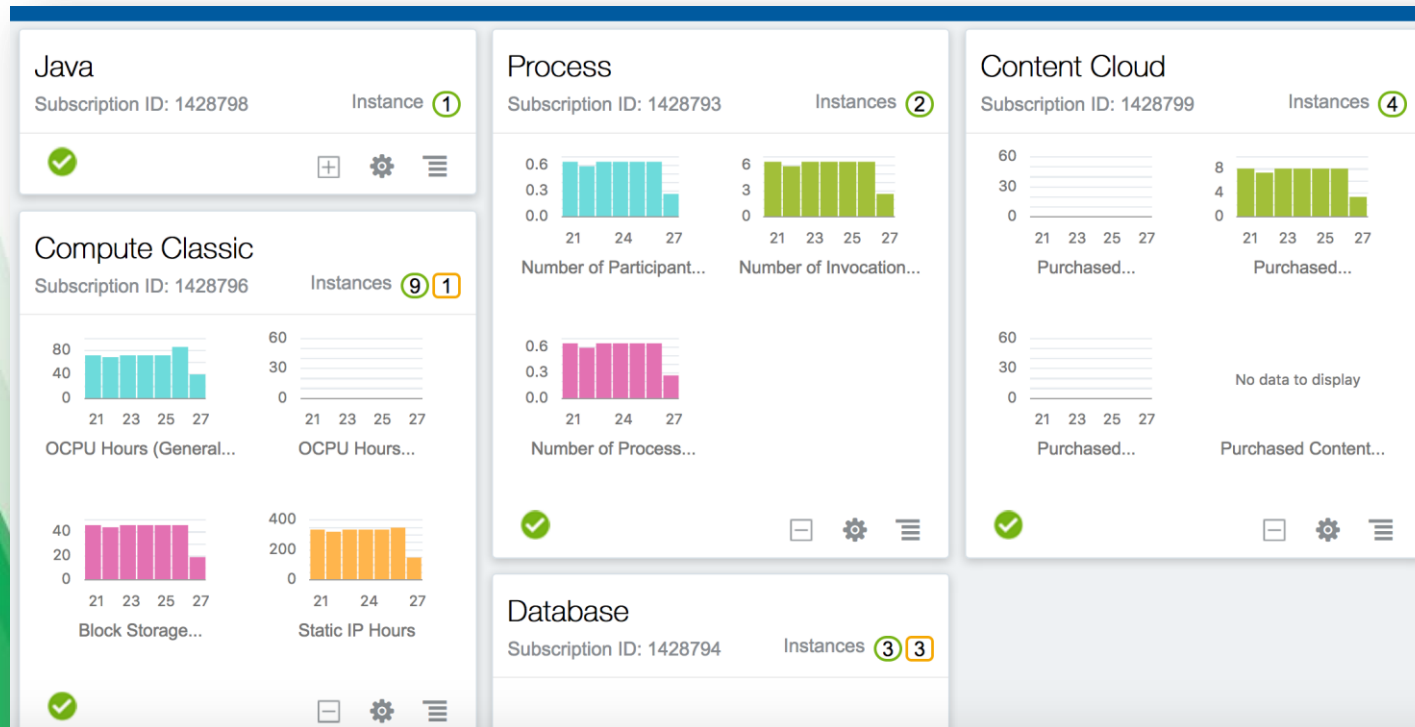 Java
Subscription ID: 1428798 Instance 1
Compute Classic
Subscription ID: 1428796 Instances 9 1
80
40
0
21 23 25 27
OCPU Hours (General...
60
30
0
21 23 25 27
OCPU Hours...
40
20
0
21 23 25 27
Block Storage...
400
200
0
21 24 27
Static IP Hours
Process
Subscription ID: 1428793 Instances 2
0.6
0.3
0.0
21 24 27
Number of Participant...
6
3
0
21 23 25 27
Number of Invocation...
0.6
0.3
0.0
21 24 27
Number of Process...
Database
Subscription ID: 1428794 Instances 3 3
Content Cloud
Subscription ID: 1428799 Instances 4
60
30
0
21 23 25 27
Purchased...
8
4
0
21 23 25 27
Purchased...
60
30
0
21 23 25 27
Purchased...
No data to display
Purchased Content...